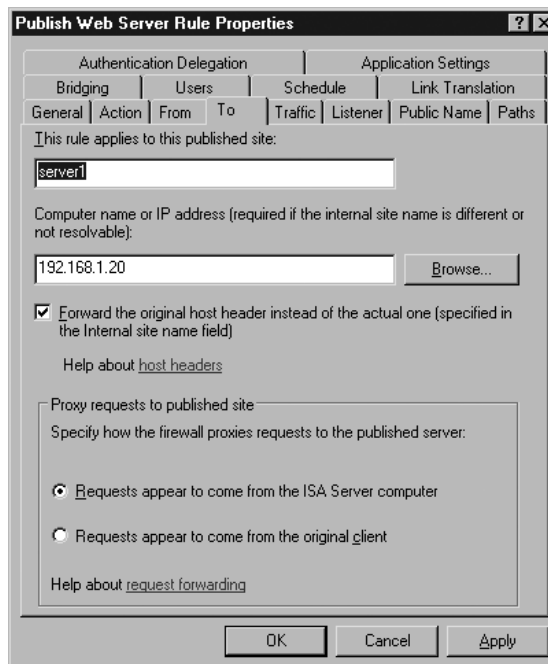 Publish Web Server Rule Properties
Authentication Delegation Application Settings
Bridging Users Schedule Link Translation
General Action From To Traffic Listener Public Name Paths
This rule applies to this published site:
server1
Computer name or IP address (required if the internal site name is different or
not resolvable):
192.168.1.20
Browse...
Forward the original host header instead of the actual one (specified in
the Internal site name field)
Help about host headers
Proxy requests to published site
Specify how the firewall proxies requests to the published server:
Requests appear to come from the ISA Server computer
Requests appear to come from the original client
Help about request forwarding
OK Cancel Apply